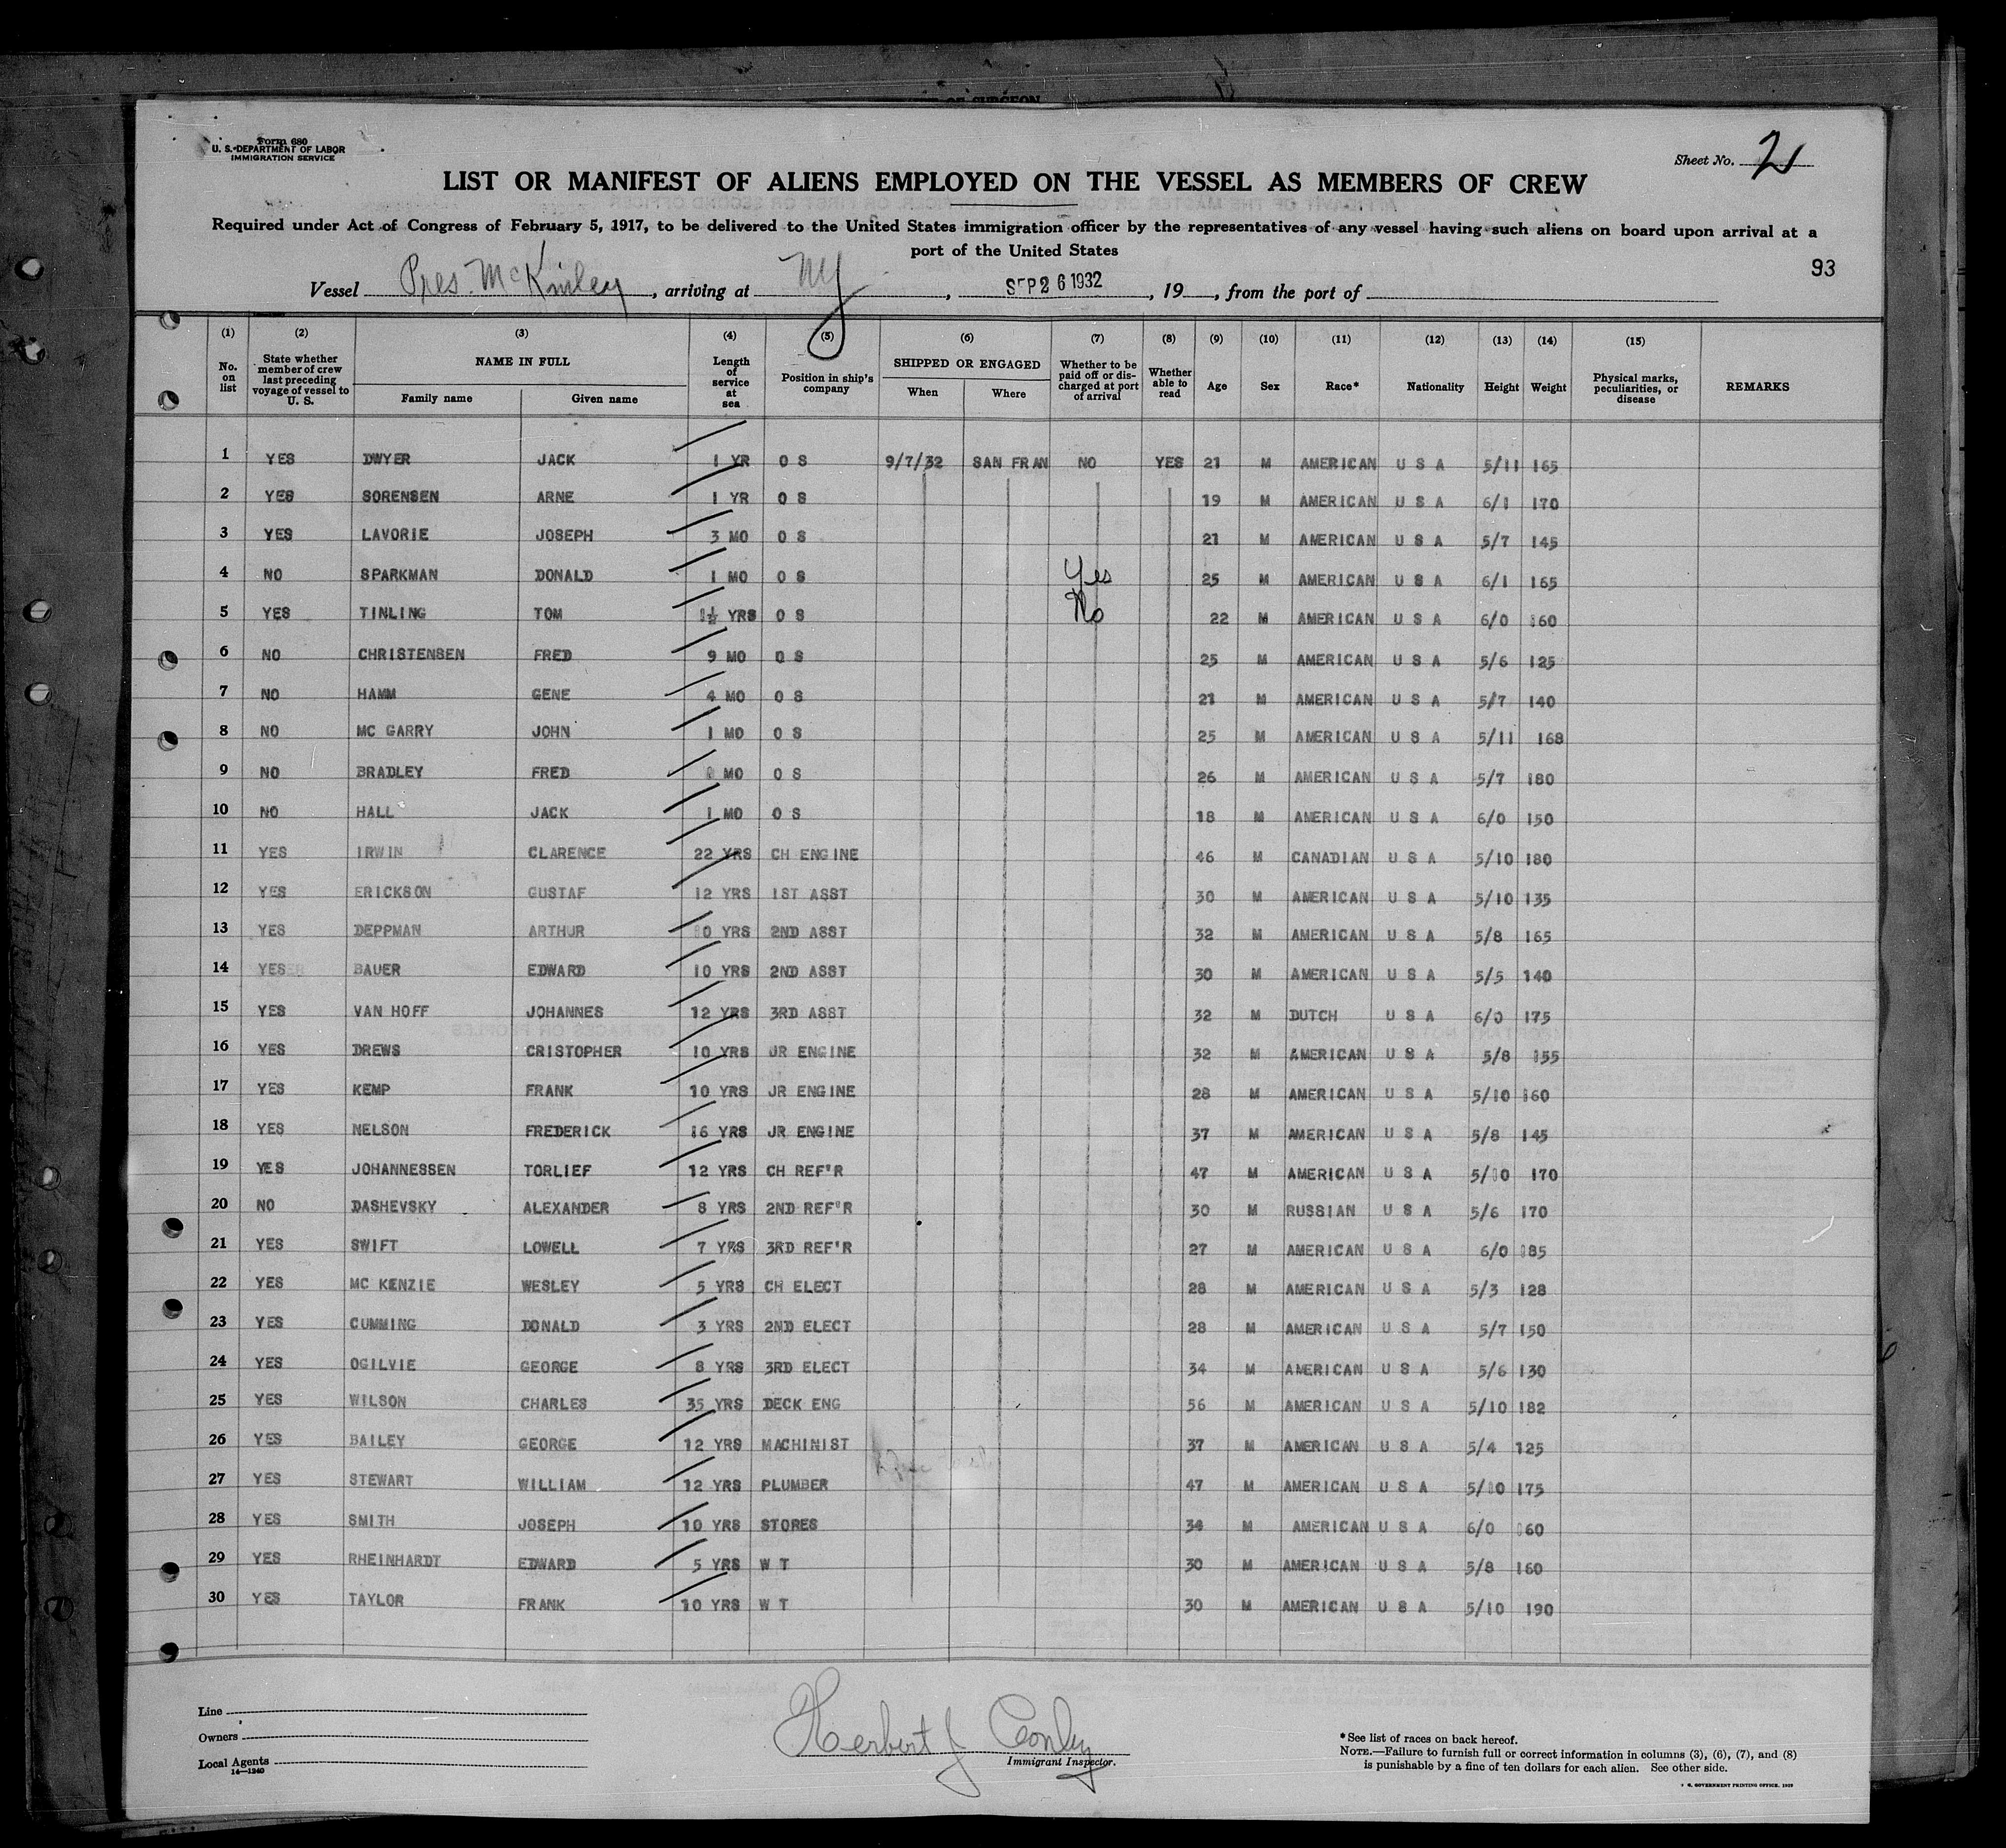 Form 680
U. S. DEPARTMENT OF LABOR
IMMIGRATION SERVICE
Sheet No. 2
LIST OR MANIFEST OF ALIENS EMPLOYED ON THE VESSEL AS MEMBERS OF CREW
Required under Act of Congress of February 5, 1917, to be delivered to the United States immigration officer by the representatives of any vessel having such aliens on board upon arrival at a
port of the United States
93
Vessel Pres. McKinley, arriving at NY, SEP 26 1932, 19, from the port of
(1) (2) (3) (4) (5) (6) (7) (8) (9) (10) (11) (12) (13) (14) (15)
No. on list State whether member of crew last preceding voyage of vessel to U. S. NAME IN FULL Family name Given name Length of service at sea Position in ship's company SHIPPED OR ENGAGED When Where Whether to be paid off or discharged at port of arrival Whether able to read Age Sex Race* Nationality Height Weight Physical marks, peculiarities, or disease REMARKS
1 YES DWYER JACK 1 YR O S 9/7/32 SAN FRAN NO YES 21 M AMERICAN U S A 5/11 165
2 YES SORENSEN ARNE 1 YR O S 19 M AMERICAN U S A 6/1 170
3 YES LAVORIE JOSEPH 3 MO O S 21 M AMERICAN U S A 5/7 145
4 NO SPARKMAN DONALD 1 MO O S Yes 25 M AMERICAN U S A 6/1 165
5 YES TINLING TOM 1½ YRS O S No 22 M AMERICAN U S A 6/0 160
6 NO CHRISTENSEN FRED 9 MO O S 25 M AMERICAN U S A 5/6 125
7 NO HAMM GENE 4 MO O S 21 M AMERICAN U S A 5/7 140
8 NO MC GARRY JOHN 1 MO O S 25 M AMERICAN U S A 5/11 168
9 NO BRADLEY FRED MO O S 26 M AMERICAN U S A 5/7 180
10 NO HALL JACK 1 MO O S 18 M AMERICAN U S A 6/0 150
11 YES IRWIN CLARENCE 22 YRS CH ENGINE 46 M CANADIAN U S A 5/10 180
12 YES ERICKSON GUSTAF 12 YRS 1ST ASST 30 M AMERICAN U S A 5/10 135
13 YES DEPPMAN ARTHUR 10 YRS 2ND ASST 32 M AMERICAN U S A 5/8 165
14 YES BAUER EDWARD 10 YRS 2ND ASST 30 M AMERICAN U S A 5/5 140
15 YES VAN HOFF JOHANNES 12 YRS 3RD ASST 32 M DUTCH U S A 6/0 175
16 YES DREWS CRISTOPHER 10 YRS JR ENGINE 32 M AMERICAN U S A 5/8 155
17 YES KEMP FRANK 10 YRS JR ENGINE 28 M AMERICAN U S A 5/10 160
18 YES NELSON FREDERICK 16 YRS JR ENGINE 37 M AMERICAN U S A 5/8 145
19 YES JOHANNESSEN TORLIEF 12 YRS CH REF'R 47 M AMERICAN U S A 5/10 170
20 NO DASHEVSKY ALEXANDER 8 YRS 2ND REF'R 30 M RUSSIAN U S A 5/6 170
21 YES SWIFT LOWELL 7 YRS 3RD REF'R 27 M AMERICAN U S A 6/0 185
22 YES MC KENZIE WESLEY 5 YRS CH ELECT 28 M AMERICAN U S A 5/3 128
23 YES CUMMING DONALD 3 YRS 2ND ELECT 28 M AMERICAN U S A 5/7 150
24 YES OGILVIE GEORGE 8 YRS 3RD ELECT 34 M AMERICAN U S A 5/6 130
25 YES WILSON CHARLES 35 YRS DECK ENG 56 M AMERICAN U S A 5/10 182
26 YES BAILEY GEORGE 12 YRS MACHINIST 37 M AMERICAN U S A 5/4 125
27 YES STEWART WILLIAM 12 YRS PLUMBER 47 M AMERICAN U S A 5/10 175
28 YES SMITH JOSEPH 10 YRS STORES 34 M AMERICAN U S A 6/0 160
29 YES RHEINHARDT EDWARD 5 YRS W T 30 M AMERICAN U S A 5/8 160
30 YES TAYLOR FRANK 10 YRS W T 30 M AMERICAN U S A 5/10 190
Line
Owners
Local Agents
14—1240
Herbert J Conley
Immigrant Inspector.
* See list of races on back hereof.
NOTE.—Failure to furnish full or correct information in columns (3), (6), (7), and (8)
is punishable by a fine of ten dollars for each alien. See other side.
GOVERNMENT PRINTING OFFICE